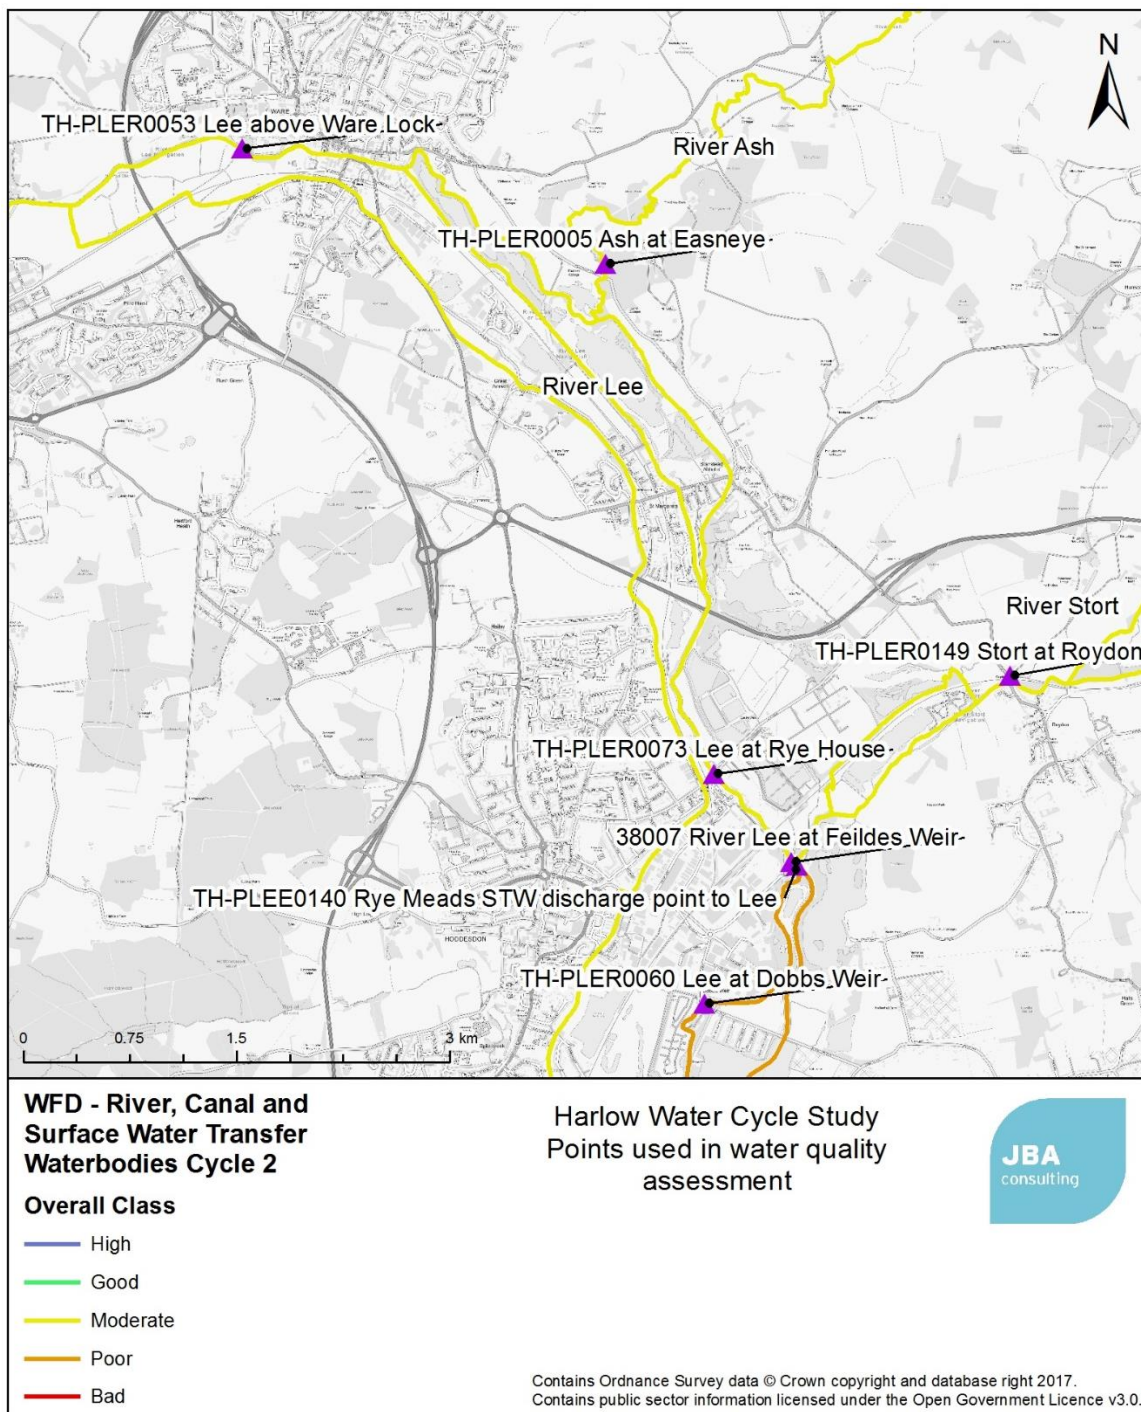 N
WARE
TH-PLER0053 Lee above Ware Lock
River Ash
TH-PLER0005 Ash at Easneye
River Lee
River Stort
TH-PLER0149 Stort at Roydon
TH-PLER0073 Lee at Rye House
38007 River Lee at Feildes Weir
TH-PLEE0140 Rye Meads STW discharge point to Lee
HODDESDON
TH-PLER0060 Lee at Dobbs Weir
0 0.75 1.5 3 km
WFD - River, Canal and
Surface Water Transfer
Waterbodies Cycle 2
Overall Class
High
Good
Moderate
Poor
Bad
Harlow Water Cycle Study
Points used in water quality
assessment
JBA
consulting
Contains Ordnance Survey data © Crown copyright and database right 2017.
Contains public sector information licensed under the Open Government Licence v3.0.